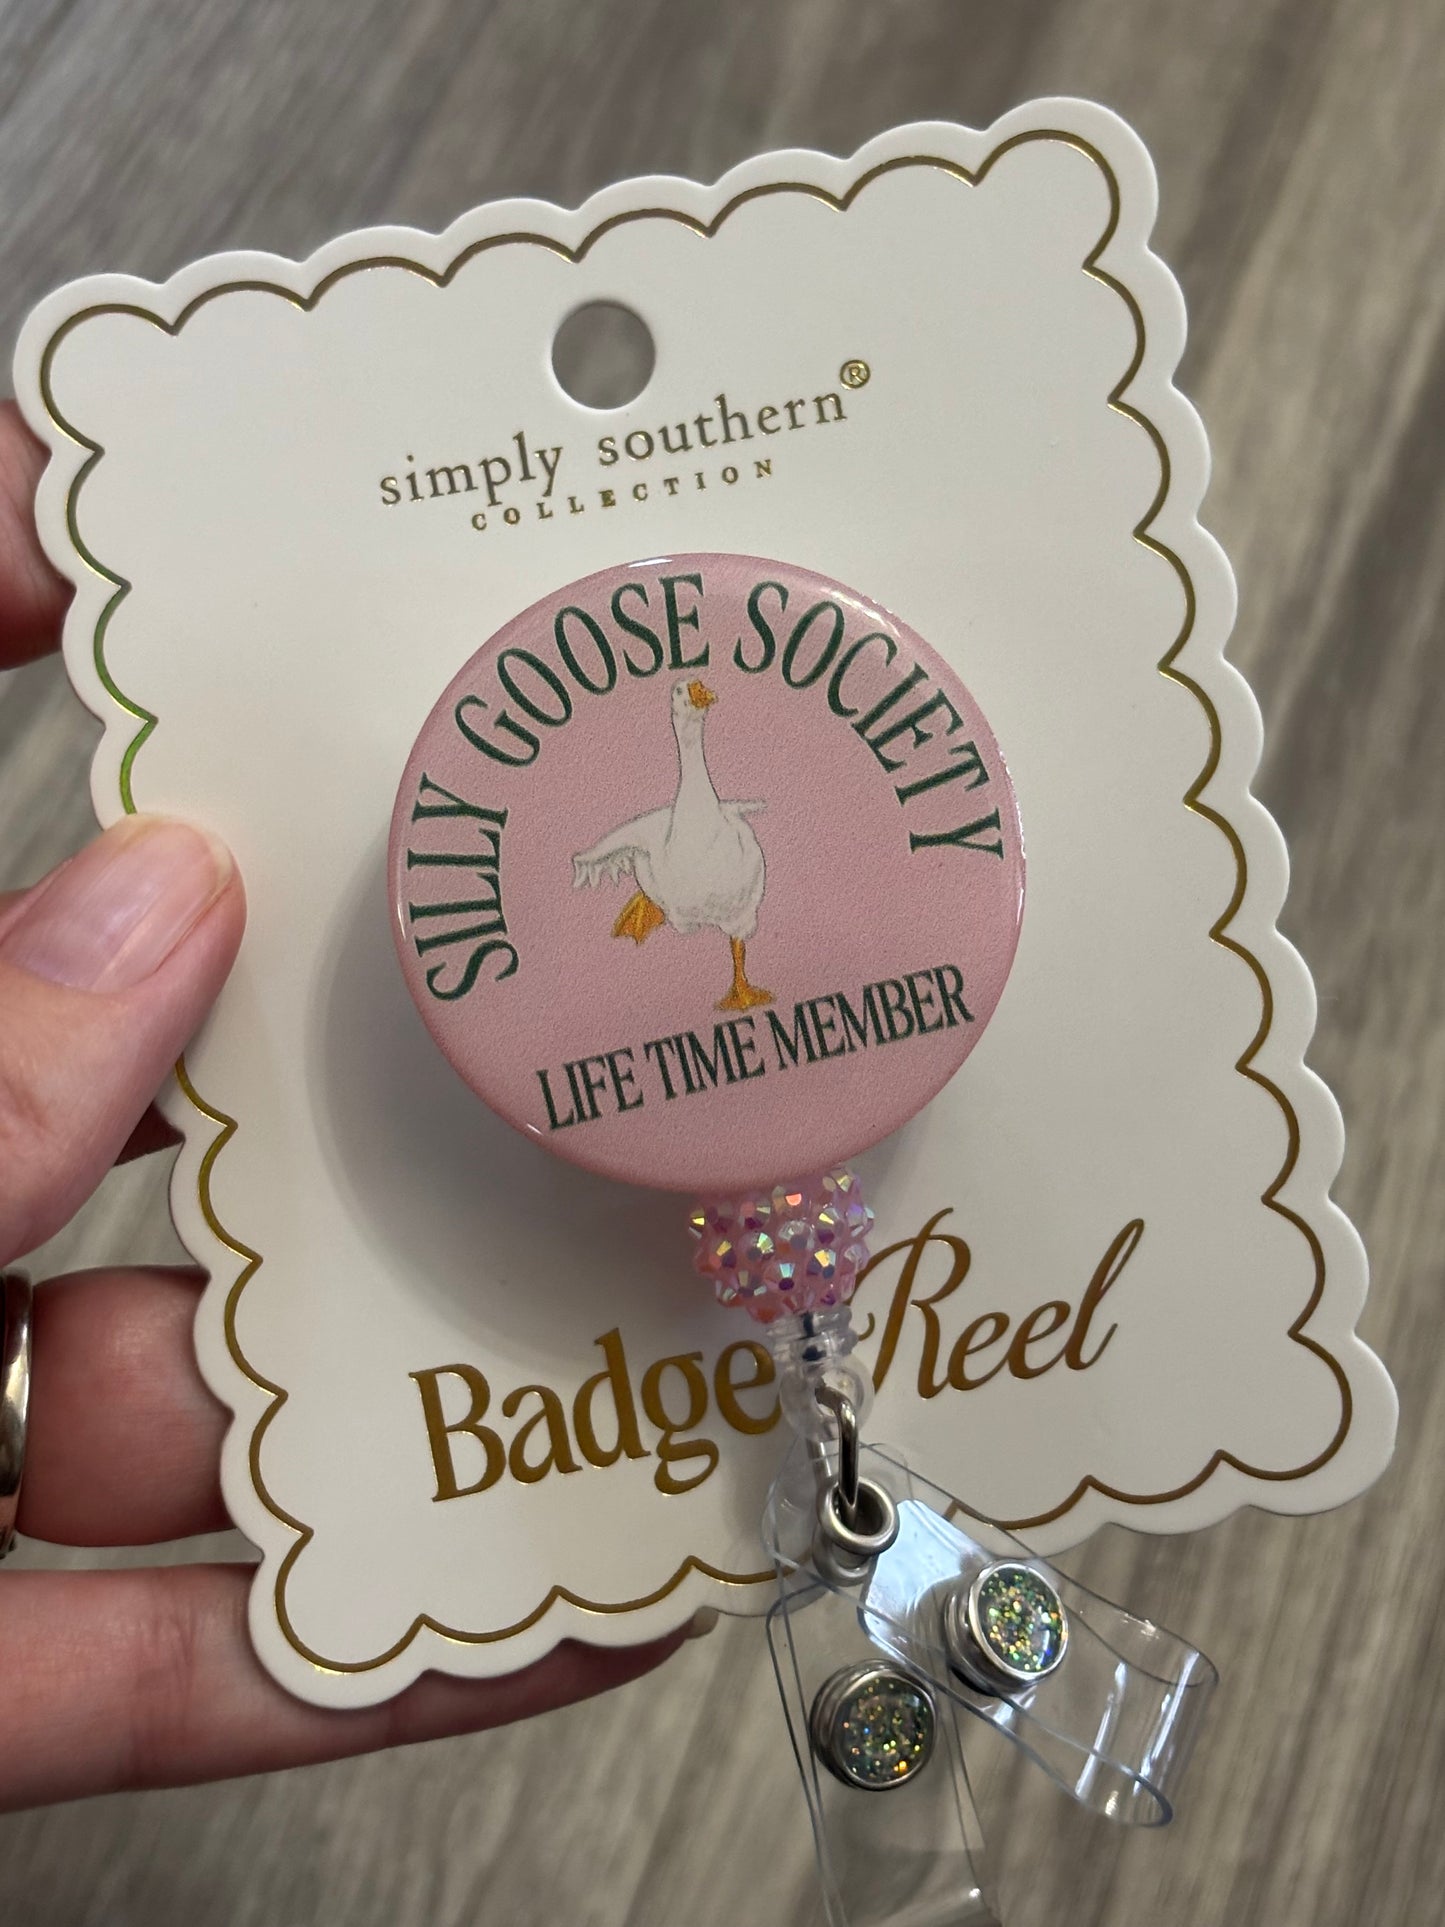 simply southern®
COLLECTION
SILLY GOOSE SOCIETY
LIFE TIME MEMBER
Badge Reel